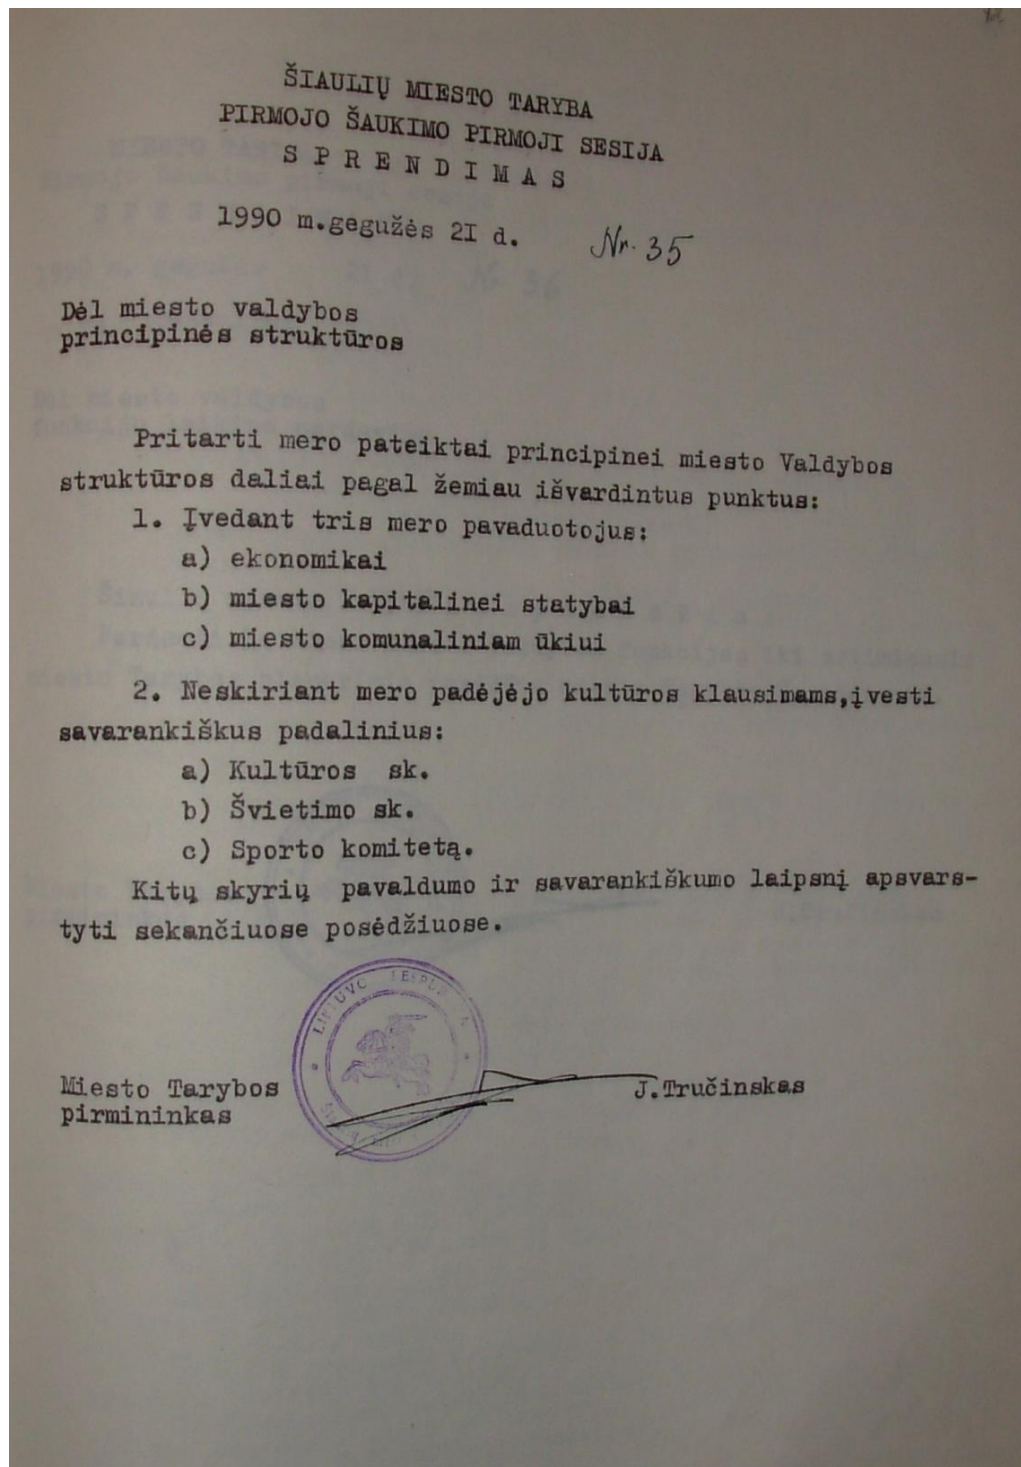 ŠIAULIŲ MIESTO TARYBA
PIRMOJO ŠAUKIMO PIRMOJI SESIJA
S P R E N D I M A S
1990 m.gegužės 2I d. Nr. 35
Dėl miesto valdybos
principinės struktūros
Pritarti mero pateiktai principinei miesto Valdybos
struktūros daliai pagal žemiau išvardintus punktus:
1. Įvedant tris mero pavaduotojus:
a) ekonomikai
b) miesto kapitalinei statybai
c) miesto komunaliniam ūkiui
2. Neskiriant mero padėjėjo kultūros klausimams,įvesti
savarankiškus padalinius:
a) Kultūros sk.
b) Švietimo sk.
c) Sporto komitetą.
Kitų skyrių pavaldumo ir savarankiškumo laipsnį apsvars-
tyti sekančiuose posėdžiuose.
Miesto Tarybos
pirmininkas
J.Tručinskas